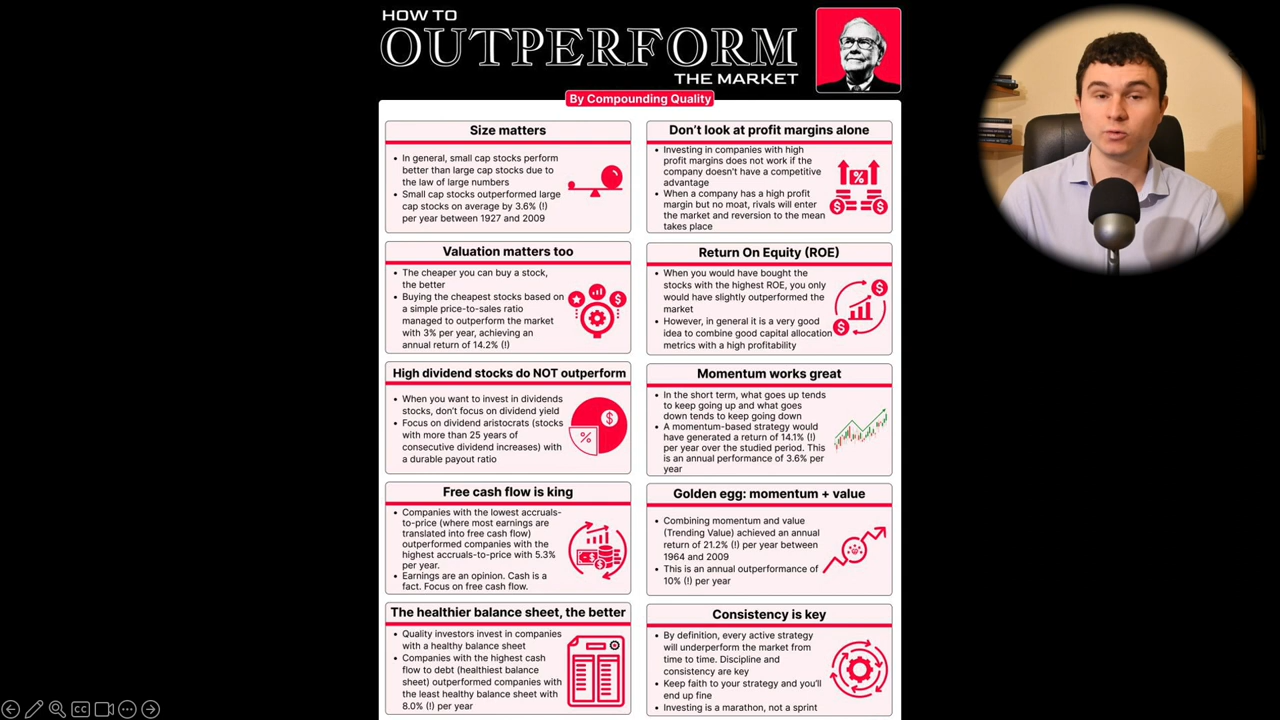 HOW TO
OUTPERFORM
THE MARKET
By Compounding Quality
Size matters
• In general, small cap stocks perform
better than large cap stocks due to
the law of large numbers
• Small cap stocks outperformed large
cap stocks on average by 3.6% (!)
per year between 1927 and 2009
Valuation matters too
• The cheaper you can buy a stock,
the better
• Buying the cheapest stocks based on
a simple price-to-sales ratio
managed to outperform the market
with 3% per year, achieving an
annual return of 14.2% (!)
High dividend stocks do NOT outperform
• When you want to invest in dividends
stocks, don't focus on dividend yield
• Focus on dividend aristocrats (stocks
with more than 25 years of
consecutive dividend increases) with
a durable payout ratio
Free cash flow is king
• Companies with the lowest accruals-
to-price (where most earnings are
translated into free cash flow)
outperformed companies with the
highest accruals-to-price with 5.3%
per year.
• Earnings are an opinion. Cash is a
fact. Focus on free cash flow.
The healthier balance sheet, the better
• Quality investors invest in companies
with a healthy balance sheet
• Companies with the highest cash
flow to debt (healthiest balance
sheet) outperformed companies with
the least healthy balance sheet with
8.0% (!) per year
Don't look at profit margins alone
• Investing in companies with high
profit margins does not work if the
company doesn't have a competitive
advantage
• When a company has a high profit
margin but no moat, rivals will enter
the market and reversion to the mean
takes place
Return On Equity (ROE)
• When you would have bought the
stocks with the highest ROE, you only
would have slightly outperformed the
market
• However, in general it is a very good
idea to combine good capital allocation
metrics with a high profitability
Momentum works great
• In the short term, what goes up tends
to keep going up and what goes
down tends to keep going down
• A momentum-based strategy would
have generated a return of 14.1% (!)
per year over the studied period. This
is an annual performance of 3.6% per
year
Golden egg: momentum + value
• Combining momentum and value
(Trending Value) achieved an annual
return of 21.2% (!) per year between
1964 and 2009
• This is an annual outperformance of
10% (!) per year
Consistency is key
• By definition, every active strategy
will underperform the market from
time to time. Discipline and
consistency are key
• Keep faith to your strategy and you'll
end up fine
• Investing is a marathon, not a sprint
CC